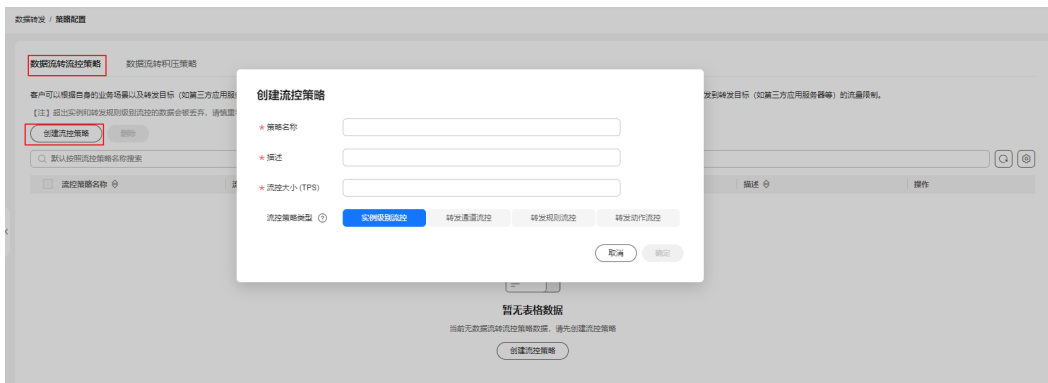 数据转发 / 策略配置
数据流转流控策略 数据流转积压策略
客户可以根据自身的业务场景以及转发目标（如第三方应用服
发到转发目标（如第三方应用服务器等）的流量限制。
【注】超出实例和转发规则级别流控的数据会被丢弃，请慎重
创建流控策略 删除
默认按照流控策略名称搜索
流控策略名称 描述 操作
创建流控策略
* 策略名称
* 描述
* 流控大小 (TPS)
流控策略类型 实例级别流控 转发通道流控 转发规则流控 转发动作流控
取消 确定
暂无表格数据
当前无数据流转流控策略数据，请先创建流控策略
创建流控策略